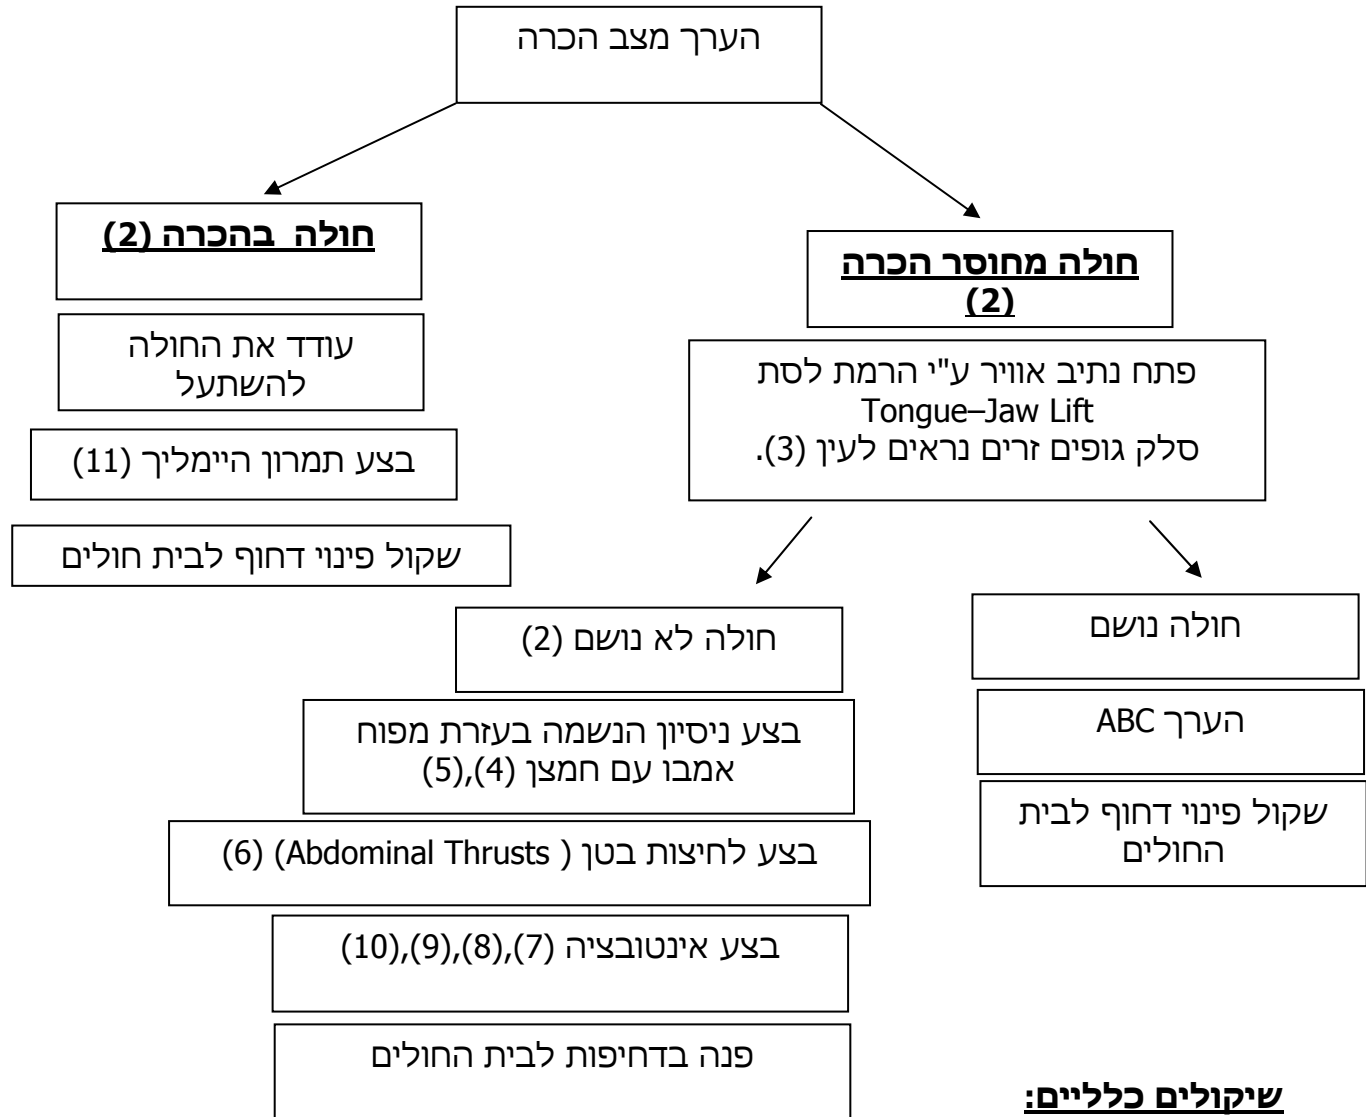 הערך מצב הכרה
חולה בהכרה (2)
עודד את החולה
להשתעל
בצע תמרון היימליך (11)
שקול פינוי דחוף לבית חולים
חולה מחוסר הכרה
(2)
פתח נתיב אוויר ע"י הרמת לסת
Tongue–Jaw Lift
סלק גופים זרים נראים לעין (3).
חולה לא נושם (2)
בצע ניסיון הנשמה בעזרת מפוח
אמבו עם חמצן (4),(5)
בצע לחיצות בטן ( Abdominal Thrusts) (6)
בצע אינטובציה (7),(8),(9),(10)
פנה בדחיפות לבית החולים
חולה נושם
הערך ABC
שקול פינוי דחוף לבית
החולים
שיקולים כלליים: